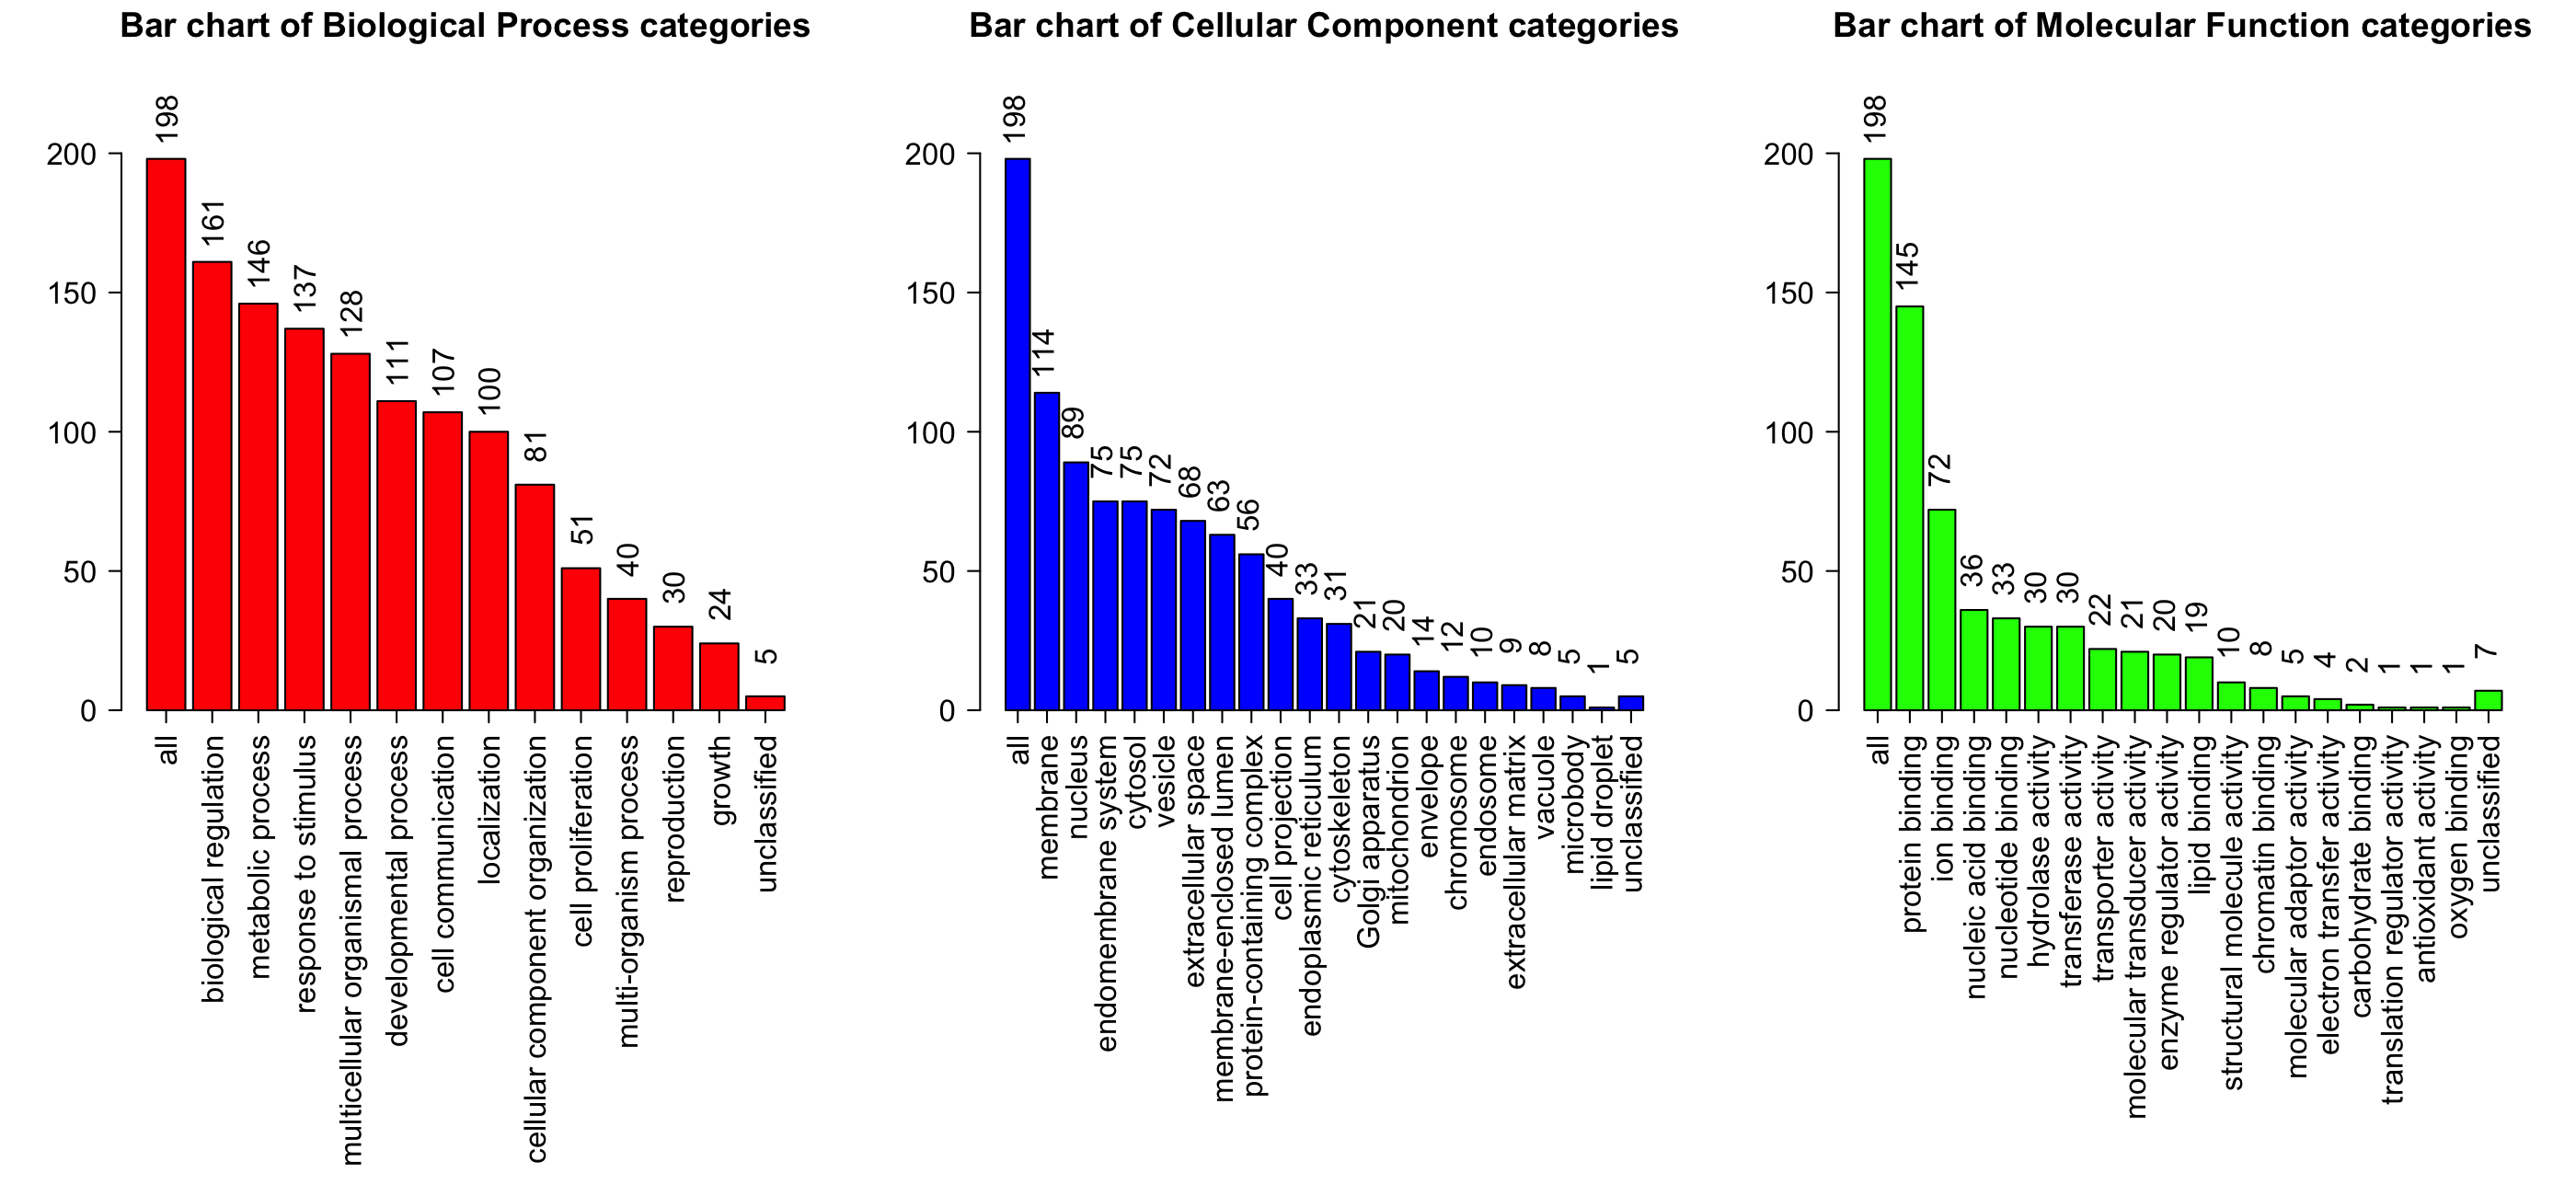 Bar chart of Biological Process categories
200
150
100
50
0
198
161
146
137
128
111
107
100
81
51
40
30
24
5
all
biological regulation
metabolic process
response to stimulus
multicellular organismal process
developmental process
cell communication
localization
cellular component organization
cell proliferation
multi-organism process
reproduction
growth
unclassified
Bar chart of Cellular Component categories
200
150
100
50
0
198
114
89
75
75
72
68
63
56
40
33
31
21
20
14
12
10
9
8
5
1
5
all
membrane
nucleus
endomembrane system
cytosol
vesicle
extracellular space
membrane-enclosed lumen
protein-containing complex
cell projection
endoplasmic reticulum
cytoskeleton
Golgi apparatus
mitochondrion
envelope
chromosome
endosome
extracellular matrix
vacuole
microbody
lipid droplet
unclassified
Bar chart of Molecular Function categories
200
150
100
50
0
198
145
72
36
33
30
30
22
21
20
19
10
8
5
4
2
1
1
1
7
all
protein binding
ion binding
nucleic acid binding
nucleotide binding
hydrolase activity
transferase activity
transporter activity
molecular transducer activity
enzyme regulator activity
lipid binding
structural molecule activity
chromatin binding
molecular adaptor activity
electron transfer activity
carbohydrate binding
translation regulator activity
antioxidant activity
oxygen binding
unclassified